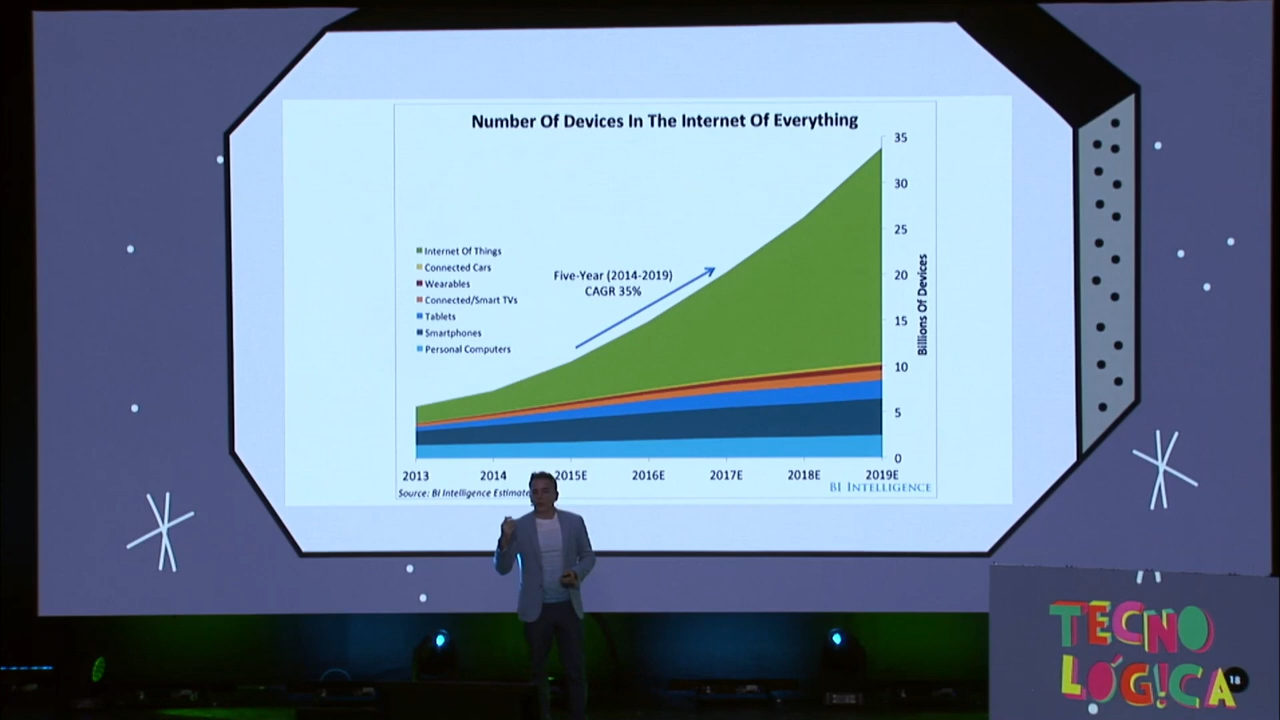 Number Of Devices In The Internet Of Everything
35
30
25
20
15
10
5
0
Billions Of Devices
Internet Of Things
Connected Cars
Wearables
Connected/Smart TVs
Tablets
Smartphones
Personal Computers
Five-Year (2014-2019)
CAGR 35%
2013 2014 2015E 2016E 2017E 2018E 2019E
Source: BI Intelligence Estimate
BI INTELLIGENCE
TECNO
LÓGICA 18